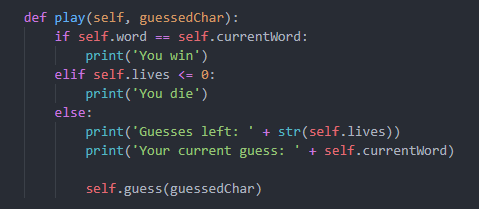 def play(self, guessedChar):
    if self.word == self.currentWord:
        print('You win')
    elif self.lives <= 0:
        print('You die')
    else:
        print('Guesses left: ' + str(self.lives))
        print('Your current guess: ' + self.currentWord)

        self.guess(guessedChar)